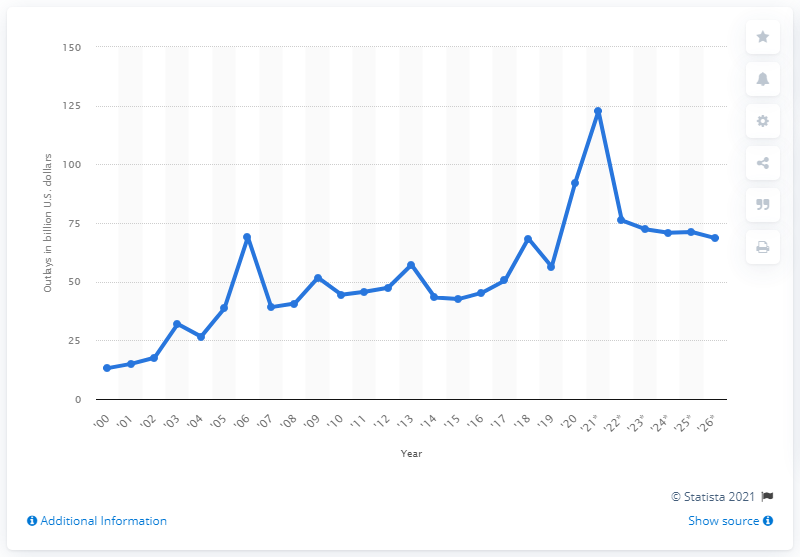 150
125
100
75
50
25
0
Outlays in billion U.S. dollars
'00 '01 '02 '03 '04 '05 '06 '07 '08 '09 '10 '11 '12 '13 '14 '15 '16 '17 '18 '19 '20 '21* '22* '23* '24* '25* '26*
Year
© Statista 2021
Additional Information
Show source